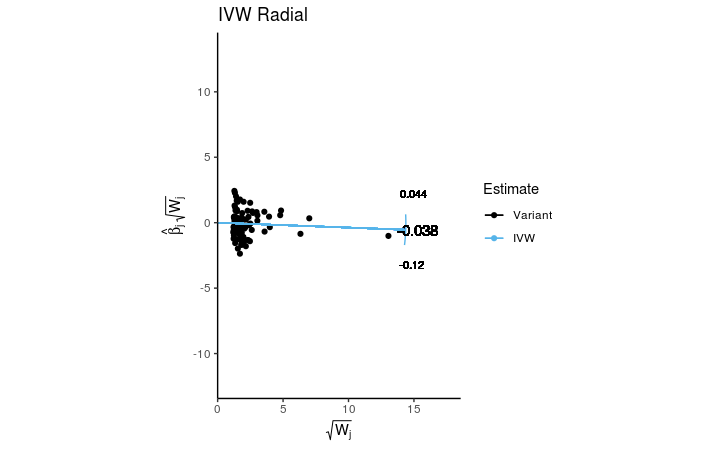 IVW Radial
10
5
0
-5
-10
β̂j√Wj
0.044
-0.038
-0.12
0
5
10
15
√Wj
Estimate
Variant
IVW